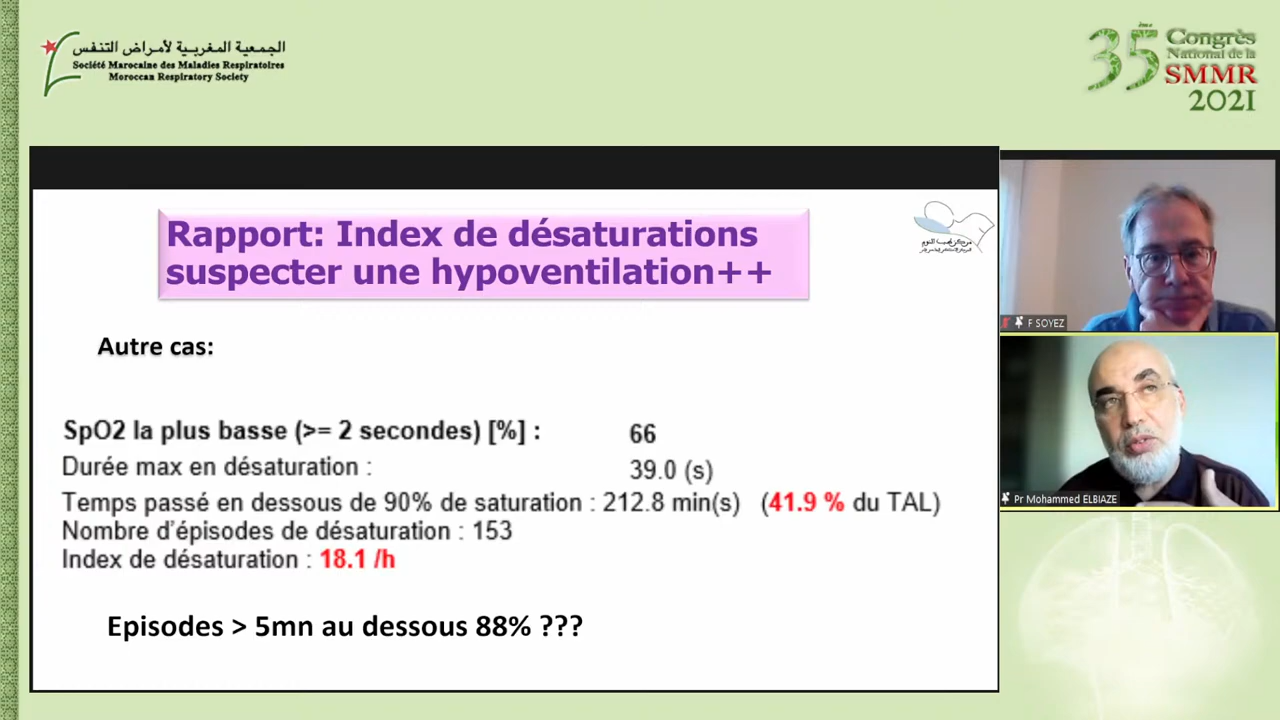 الجمعية المغربية لأمراض التنفس
Société Marocaine des Maladies Respiratoires
Moroccan Respiratory Society
35 ème Congrès
National de la
SMMR
2021
Rapport: Index de désaturations
suspecter une hypoventilation++
Autre cas:
SpO2 la plus basse (>= 2 secondes) [%] : 66
Durée max en désaturation : 39.0 (s)
Temps passé en dessous de 90% de saturation : 212.8 min(s) (41.9 % du TAL)
Nombre d'épisodes de désaturation : 153
Index de désaturation : 18.1 /h
Episodes > 5mn au dessous 88% ???
F SOYEZ
Pr Mohammed ELBIAZE